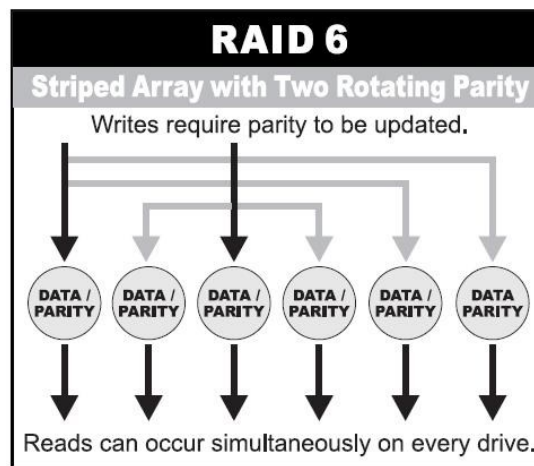 RAID 6
Striped Array with Two Rotating Parity
Writes require parity to be updated.
DATA / DATA / DATA / DATA / DATA / DATA
PARITY PARITY PARITY PARITY PARITY PARITY
Reads can occur simultaneously on every drive.